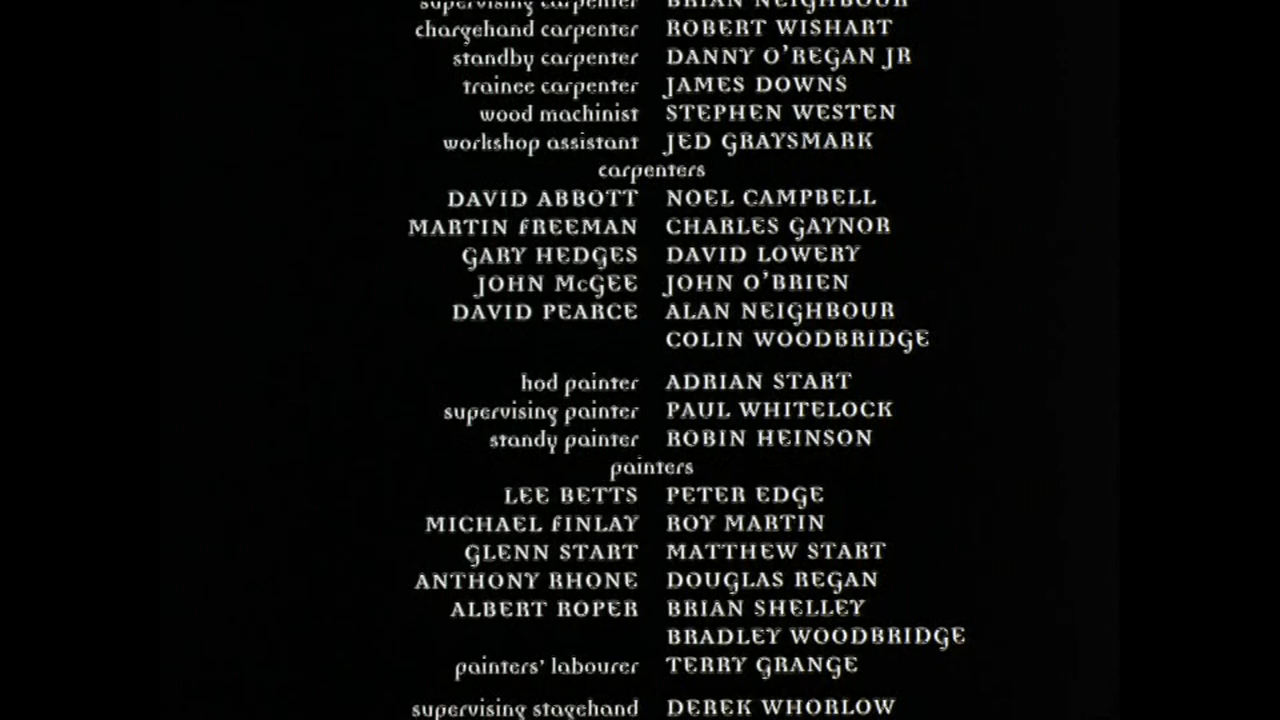 supervising carpenter BRIAN NEIGHBOUR
chargehand carpenter ROBERT WISHART
standby carpenter DANNY O'REGAN JR
trainee carpenter JAMES DOWNS
wood machinist STEPHEN WESTEN
workshop assistant JED GRAYSMARK
carpenters
DAVID ABBOTT NOEL CAMPBELL
MARTIN FREEMAN CHARLES GAYNOR
GARY HEDGES DAVID LOWERY
JOHN McGEE JOHN O'BRIEN
DAVID PEARCE ALAN NEIGHBOUR
COLIN WOODBRIDGE
hod painter ADRIAN START
supervising painter PAUL WHITELOCK
standy painter ROBIN HEINSON
painters
LEE BETTS PETER EDGE
MICHAEL FINLAY ROY MARTIN
GLENN START MATTHEW START
ANTHONY RHONE DOUGLAS REGAN
ALBERT ROPER BRIAN SHELLEY
BRADLEY WOODBRIDGE
painters' labourer TERRY GRANGE
supervising stagehand DEREK WHORLOW